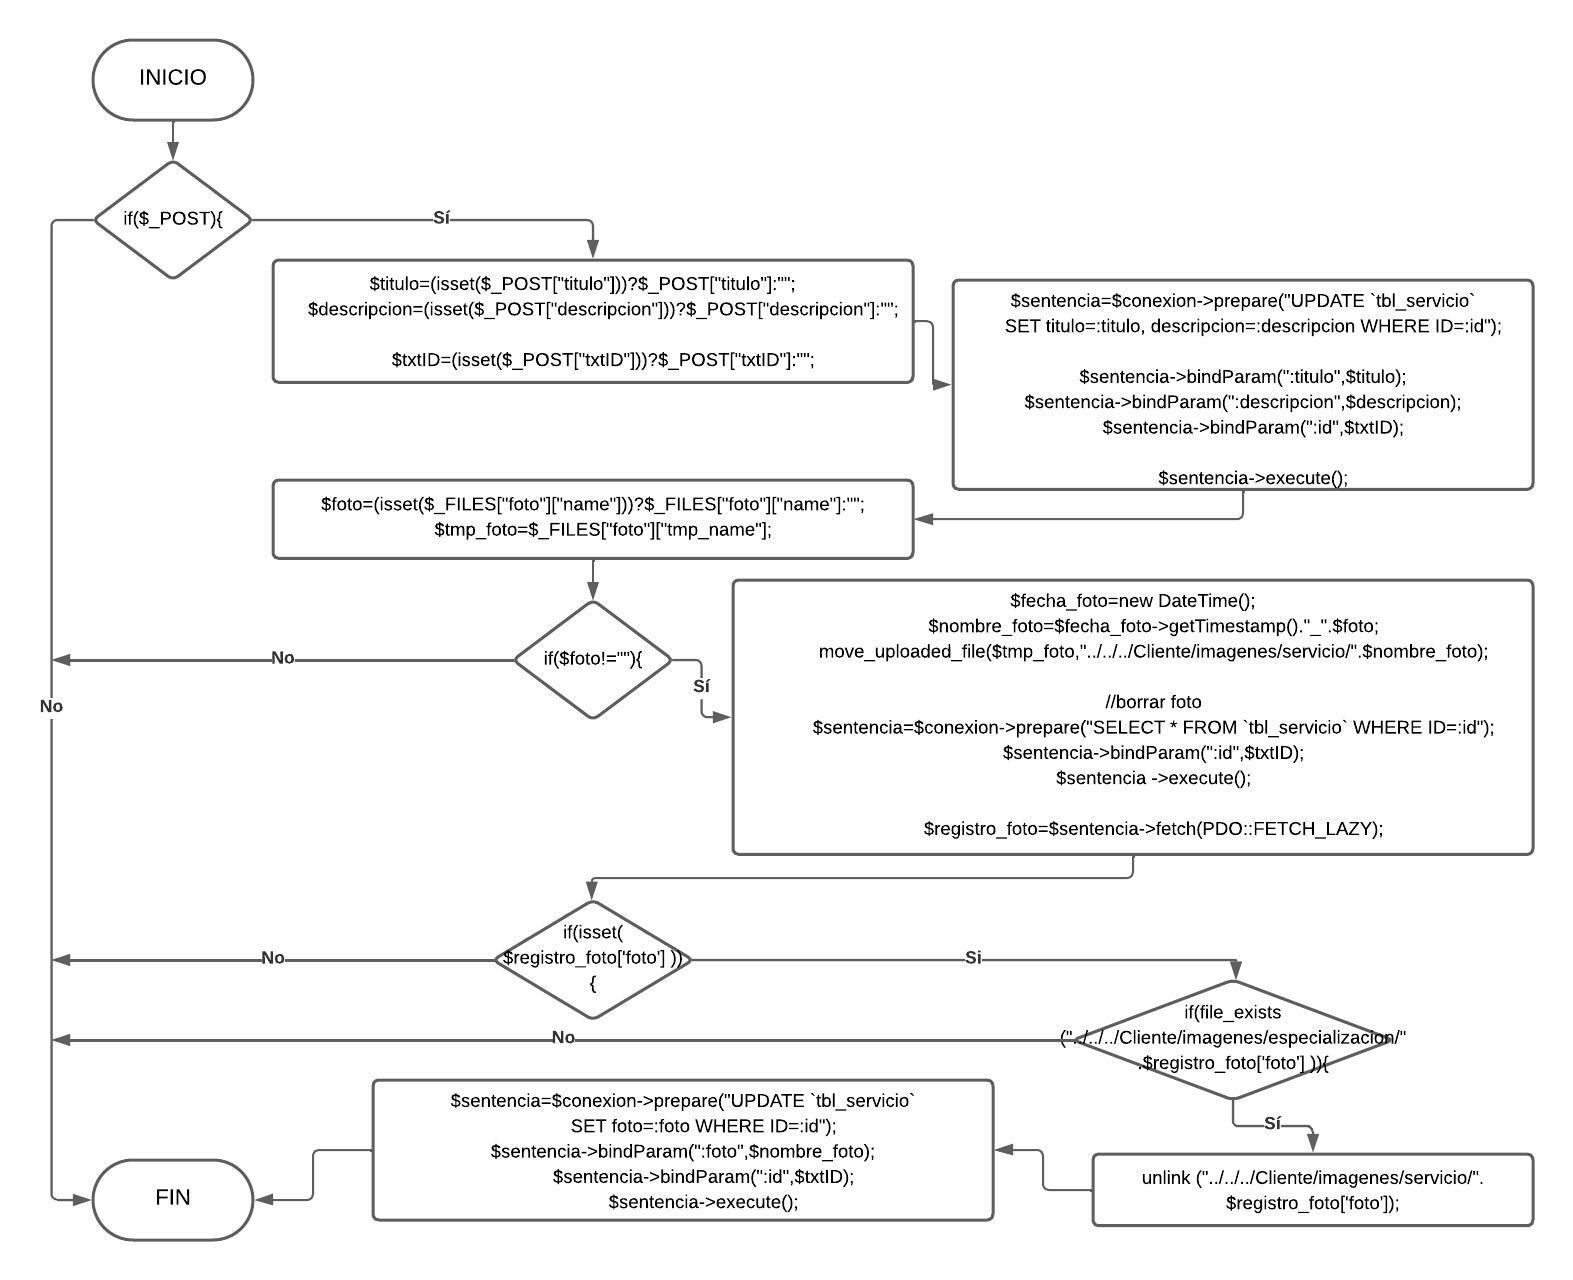 INICIO
if($_POST){
Sí
$titulo=(isset($_POST["titulo"]))?$_POST["titulo"]:"";
$descripcion=(isset($_POST["descripcion"]))?$_POST["descripcion"]:"";
$txtID=(isset($_POST["txtID"]))?$_POST["txtID"]:"";
$sentencia=$conexion->prepare("UPDATE `tbl_servicio`
SET titulo=:titulo, descripcion=:descripcion WHERE ID=:id");
$sentencia->bindParam(":titulo",$titulo);
$sentencia->bindParam(":descripcion",$descripcion);
$sentencia->bindParam(":id",$txtID);
$sentencia->execute();
$foto=(isset($_FILES["foto"]["name"]))?$_FILES["foto"]["name"]:"";
$tmp_foto=$_FILES["foto"]["tmp_name"];
if($foto!=""){
No
Sí
No
$fecha_foto=new DateTime();
$nombre_foto=$fecha_foto->getTimestamp()."_".$foto;
move_uploaded_file($tmp_foto,"../../../Cliente/imagenes/servicio/".$nombre_foto);
//borrar foto
$sentencia=$conexion->prepare("SELECT * FROM `tbl_servicio` WHERE ID=:id");
$sentencia->bindParam(":id",$txtID);
$sentencia ->execute();
$registro_foto=$sentencia->fetch(PDO::FETCH_LAZY);
if(isset(
$registro_foto['foto'] ))
{
No
Si
if(file_exists
("../../../Cliente/imagenes/especializacion/"
.$registro_foto['foto'] )){
No
Sí
unlink ("../../../Cliente/imagenes/servicio/".
$registro_foto['foto']);
$sentencia=$conexion->prepare("UPDATE `tbl_servicio`
SET foto=:foto WHERE ID=:id");
$sentencia->bindParam(":foto",$nombre_foto);
$sentencia->bindParam(":id",$txtID);
$sentencia->execute();
FIN